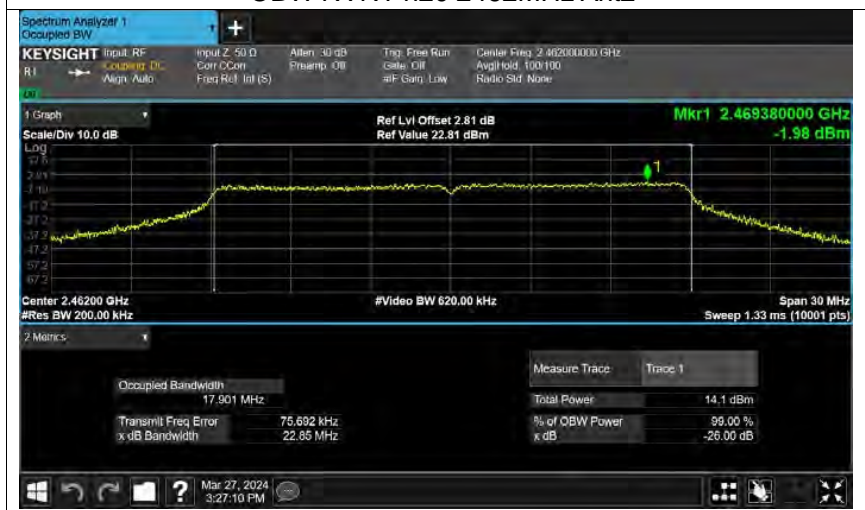 Spectrum Analyzer 1
Occupied BW
+
KEYSIGHT Input: RF
Coupling: DC
Align: Auto
Input Z: 50 Ω
Corr CCorr
Freq Ref: Int (S)
Atten: 30 dB
Preamp: Off
Trig: Free Run
Gate: Off
#IF Gain: Low
Center Freq: 2.462000000 GHz
Avg|Hold: 100/100
Radio Std: None
1 Graph
Scale/Div 10.0 dB
Ref Lvl Offset 2.81 dB
Ref Value 22.81 dBm
Mkr1 2.469380000 GHz
-1.98 dBm
Log
1
Center 2.46200 GHz
#Res BW 200.00 kHz
#Video BW 620.00 kHz
Span 30 MHz
Sweep 1.33 ms (10001 pts)
2 Metrics
Occupied Bandwidth
17.901 MHz
Transmit Freq Error 75.692 kHz
x dB Bandwidth 22.85 MHz
Measure Trace Trace 1
Total Power 14.1 dBm
% of OBW Power 99.00 %
x dB -26.00 dB
? Mar 27, 2024
3:27:10 PM